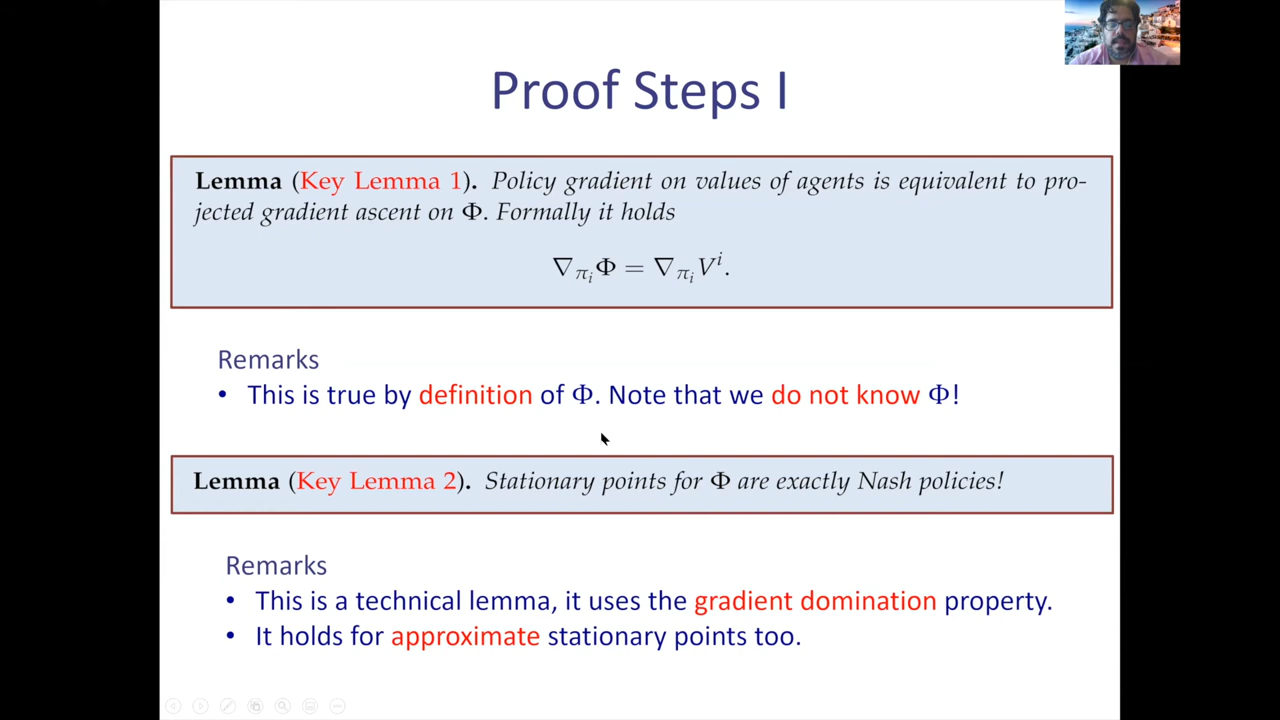 Proof Steps I
Lemma (Key Lemma 1). Policy gradient on values of agents is equivalent to pro-
jected gradient ascent on Φ. Formally it holds
∇_{π_i}Φ = ∇_{π_i}V^i.
Remarks
• This is true by definition of Φ. Note that we do not know Φ!
Lemma (Key Lemma 2). Stationary points for Φ are exactly Nash policies!
Remarks
• This is a technical lemma, it uses the gradient domination property.
• It holds for approximate stationary points too.